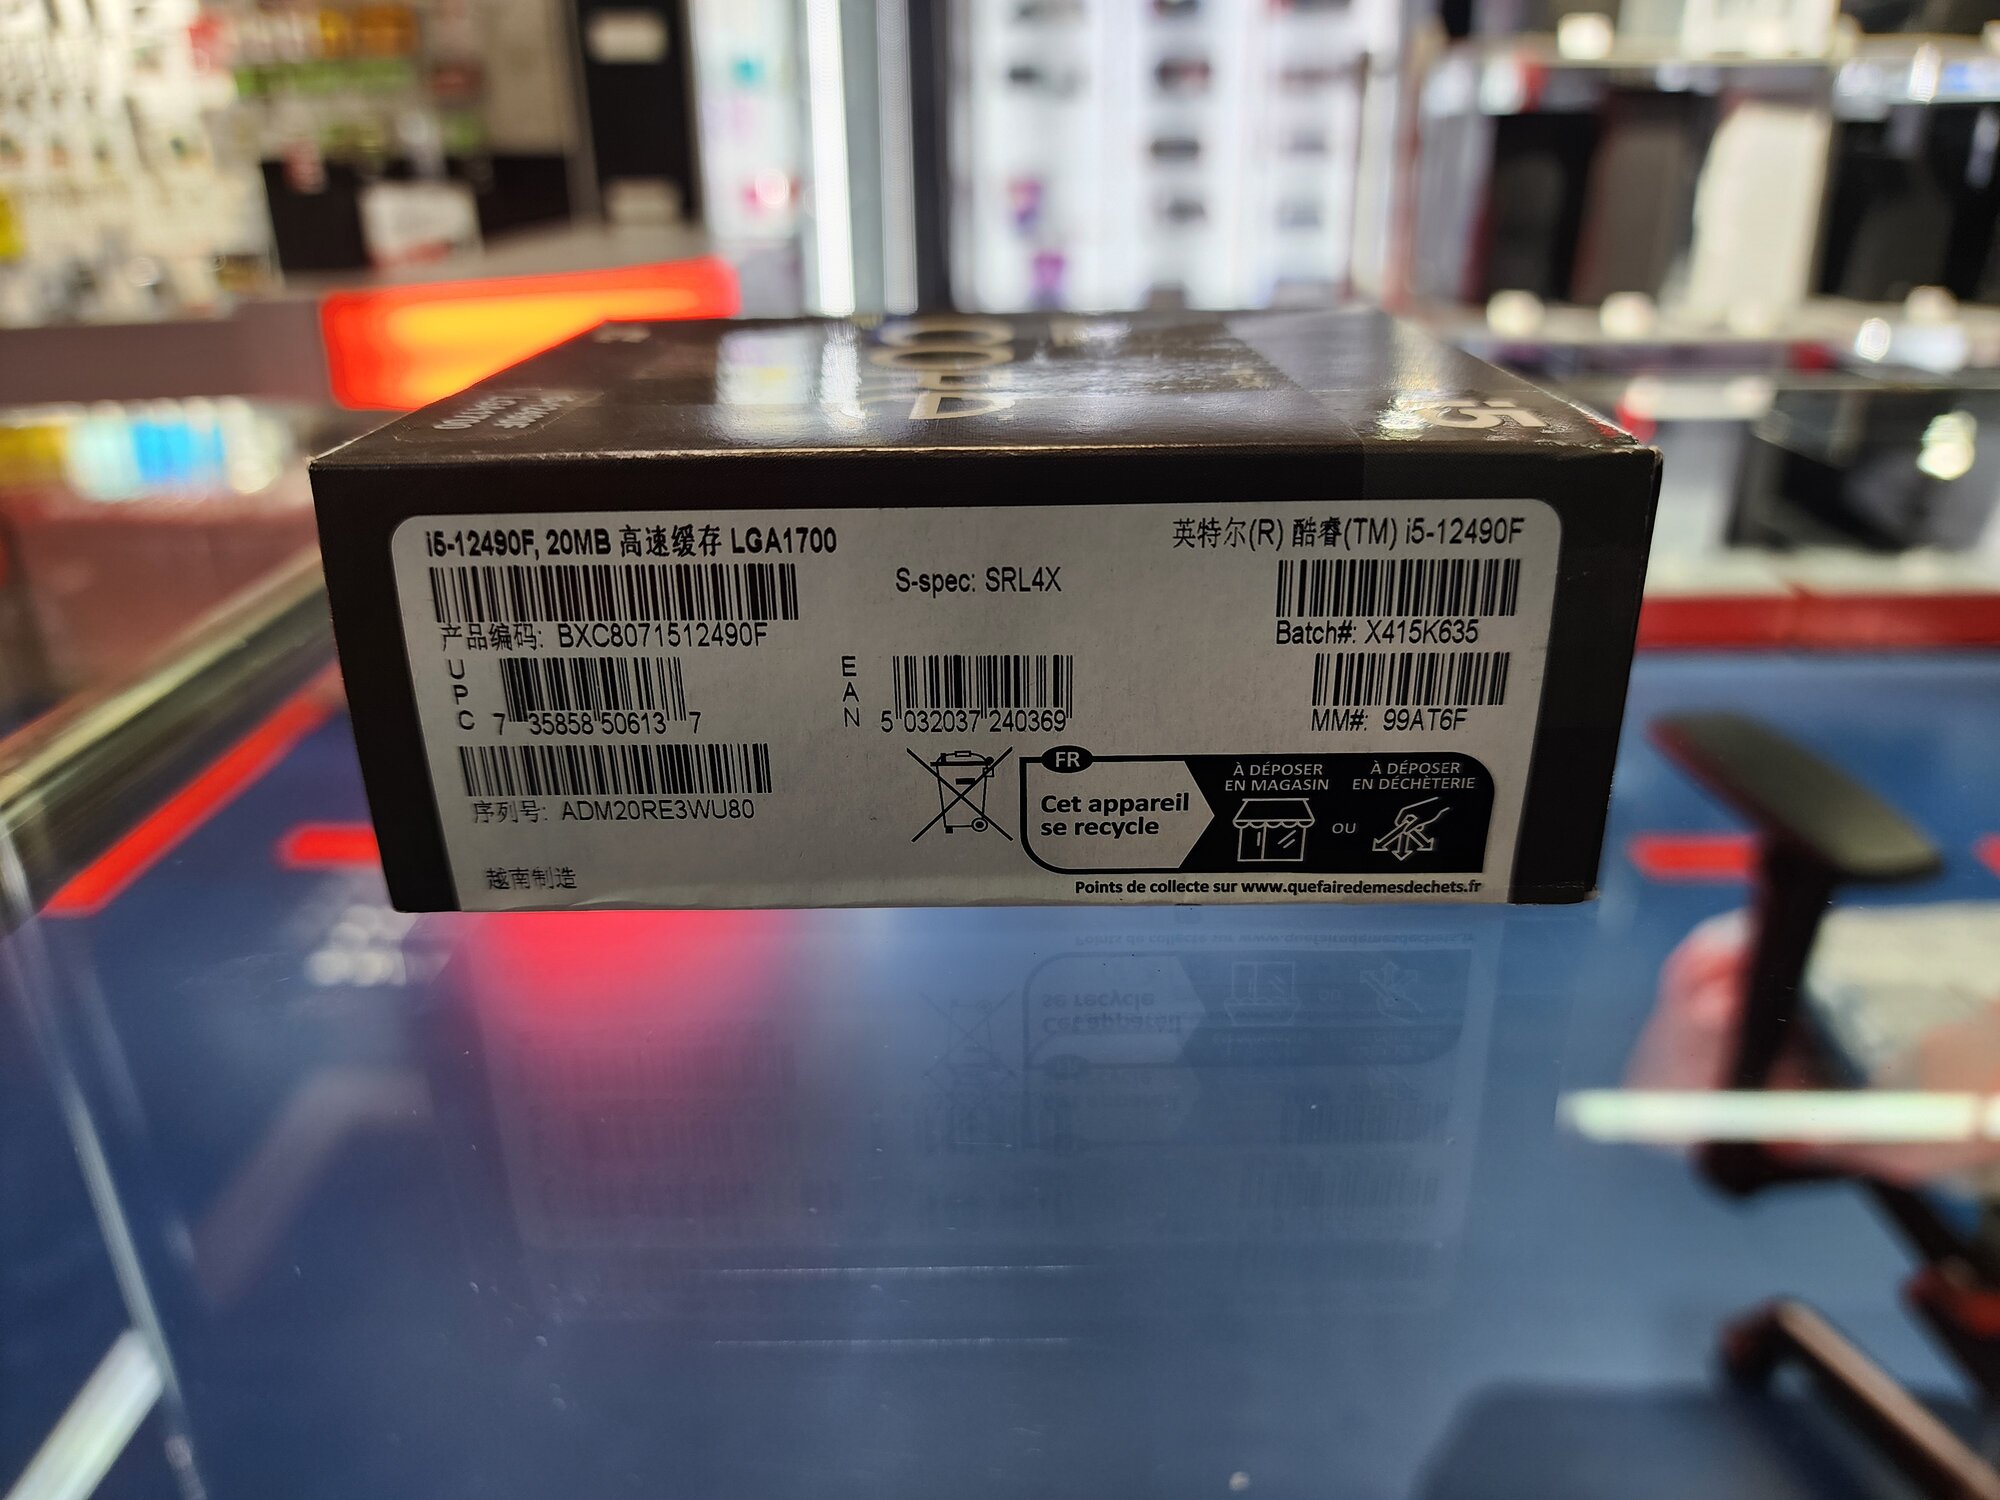 CORE
i5
i5-12490F, 20MB 高速缓存 LGA1700
产品编码: BXC8071512490F
UPC
7 35858 50613 7
序列号: ADM20RE3WU80
越南制造
S-spec: SRL4X
EAN
5 032037 240369
英特尔(R) 酷睿(TM) i5-12490F
Batch#: X415K635
MM#: 99AT6F
FR
Cet appareil
se recycle
À DÉPOSER
EN MAGASIN
OU
À DÉPOSER
EN DÉCHÈTERIE
Points de collecte sur www.quefairedemesdechets.fr